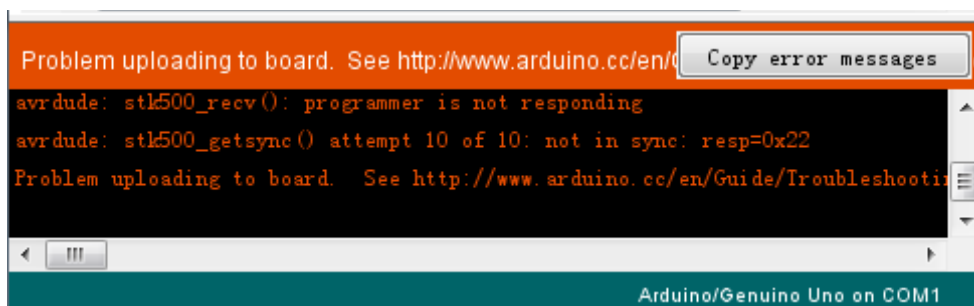 Problem uploading to board. See http://www.arduino.cc/en/
Copy error messages
avrdude: stk500_recv(): programmer is not responding
avrdude: stk500_getsync() attempt 10 of 10: not in sync: resp=0x22
Problem uploading to board. See http://www.arduino.cc/en/Guide/Troubleshootin
Arduino/Genuino Uno on COM1